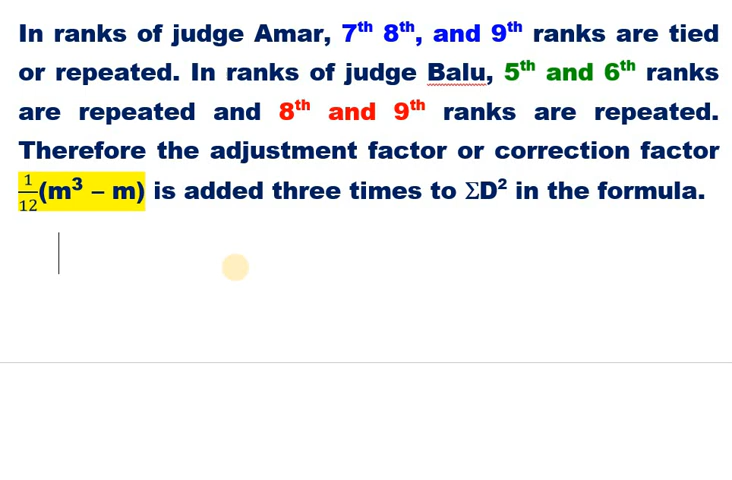 In ranks of judge Amar, 7th 8th, and 9th ranks are tied
or repeated. In ranks of judge Balu, 5th and 6th ranks
are repeated and 8th and 9th ranks are repeated.
Therefore the adjustment factor or correction factor
1/12(m³ – m) is added three times to ΣD² in the formula.